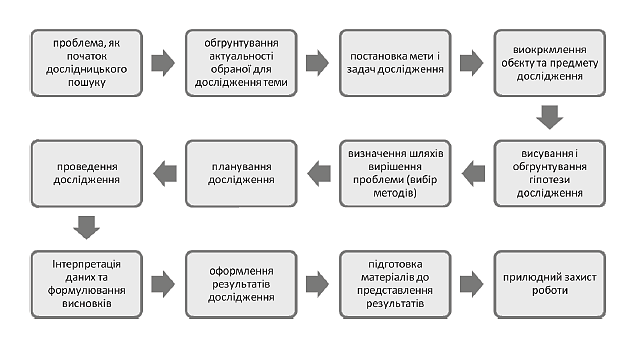 проблема, як
початок
дослідницького
пошуку
обгрунтування
актуальності
обраної для
дослідження теми
постановка мети і
задач дослідження
виокркмлення
обєкту та предмету
дослідження
висування і
обгрунтування
гіпотези
дослідження
визначення шляхів
вирішення
проблеми (вибір
методів)
планування
дослідження
проведення
дослідження
Інтерпретація
даних та
формулювання
висновків
оформлення
результатів
дослідження
підготовка
матеріалів до
представлення
результатів
прилюдний захист
роботи